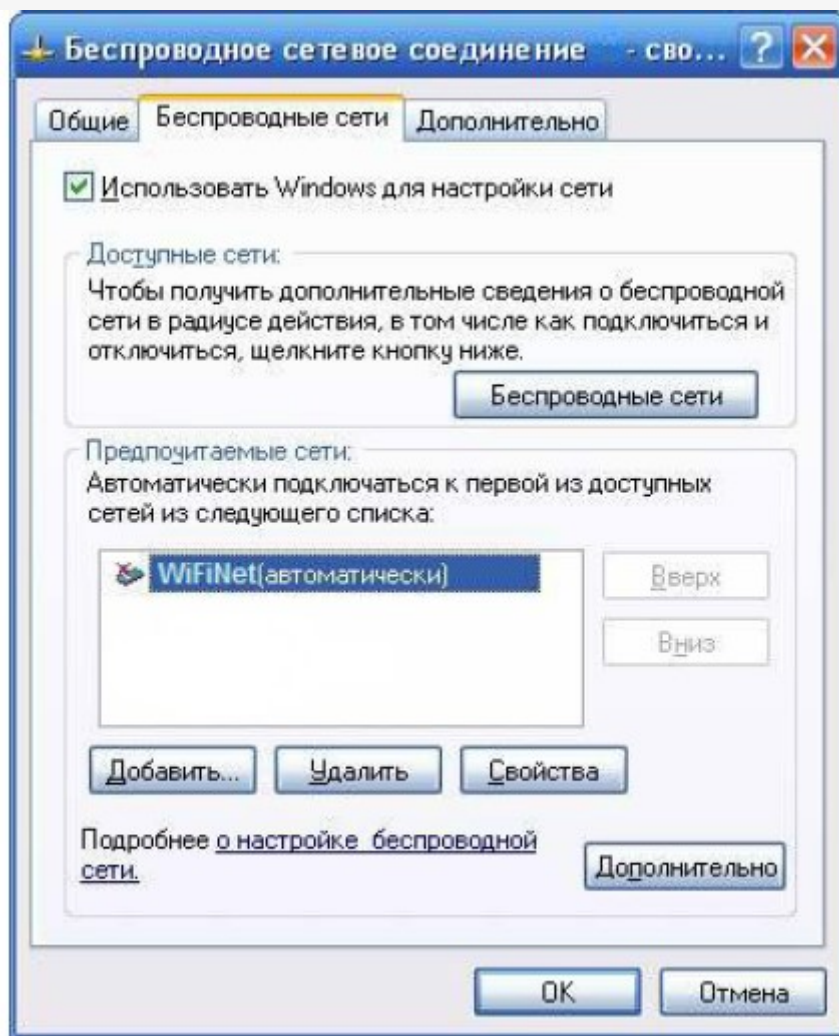 Беспроводное сетевое соединение - сво...
Общие
Беспроводные сети
Дополнительно
Использовать Windows для настройки сети
Доступные сети:
Чтобы получить дополнительные сведения о беспроводной
сети в радиусе действия, в том числе как подключиться и
отключиться, щелкните кнопку ниже.
Беспроводные сети
Предпочитаемые сети:
Автоматически подключаться к первой из доступных
сетей из следующего списка:
WiFiNet(автоматически)
Вверх
Вниз
Добавить...
Удалить
Свойства
Подробнее о настройке беспроводной
сети.
Дополнительно
OK
Отмена